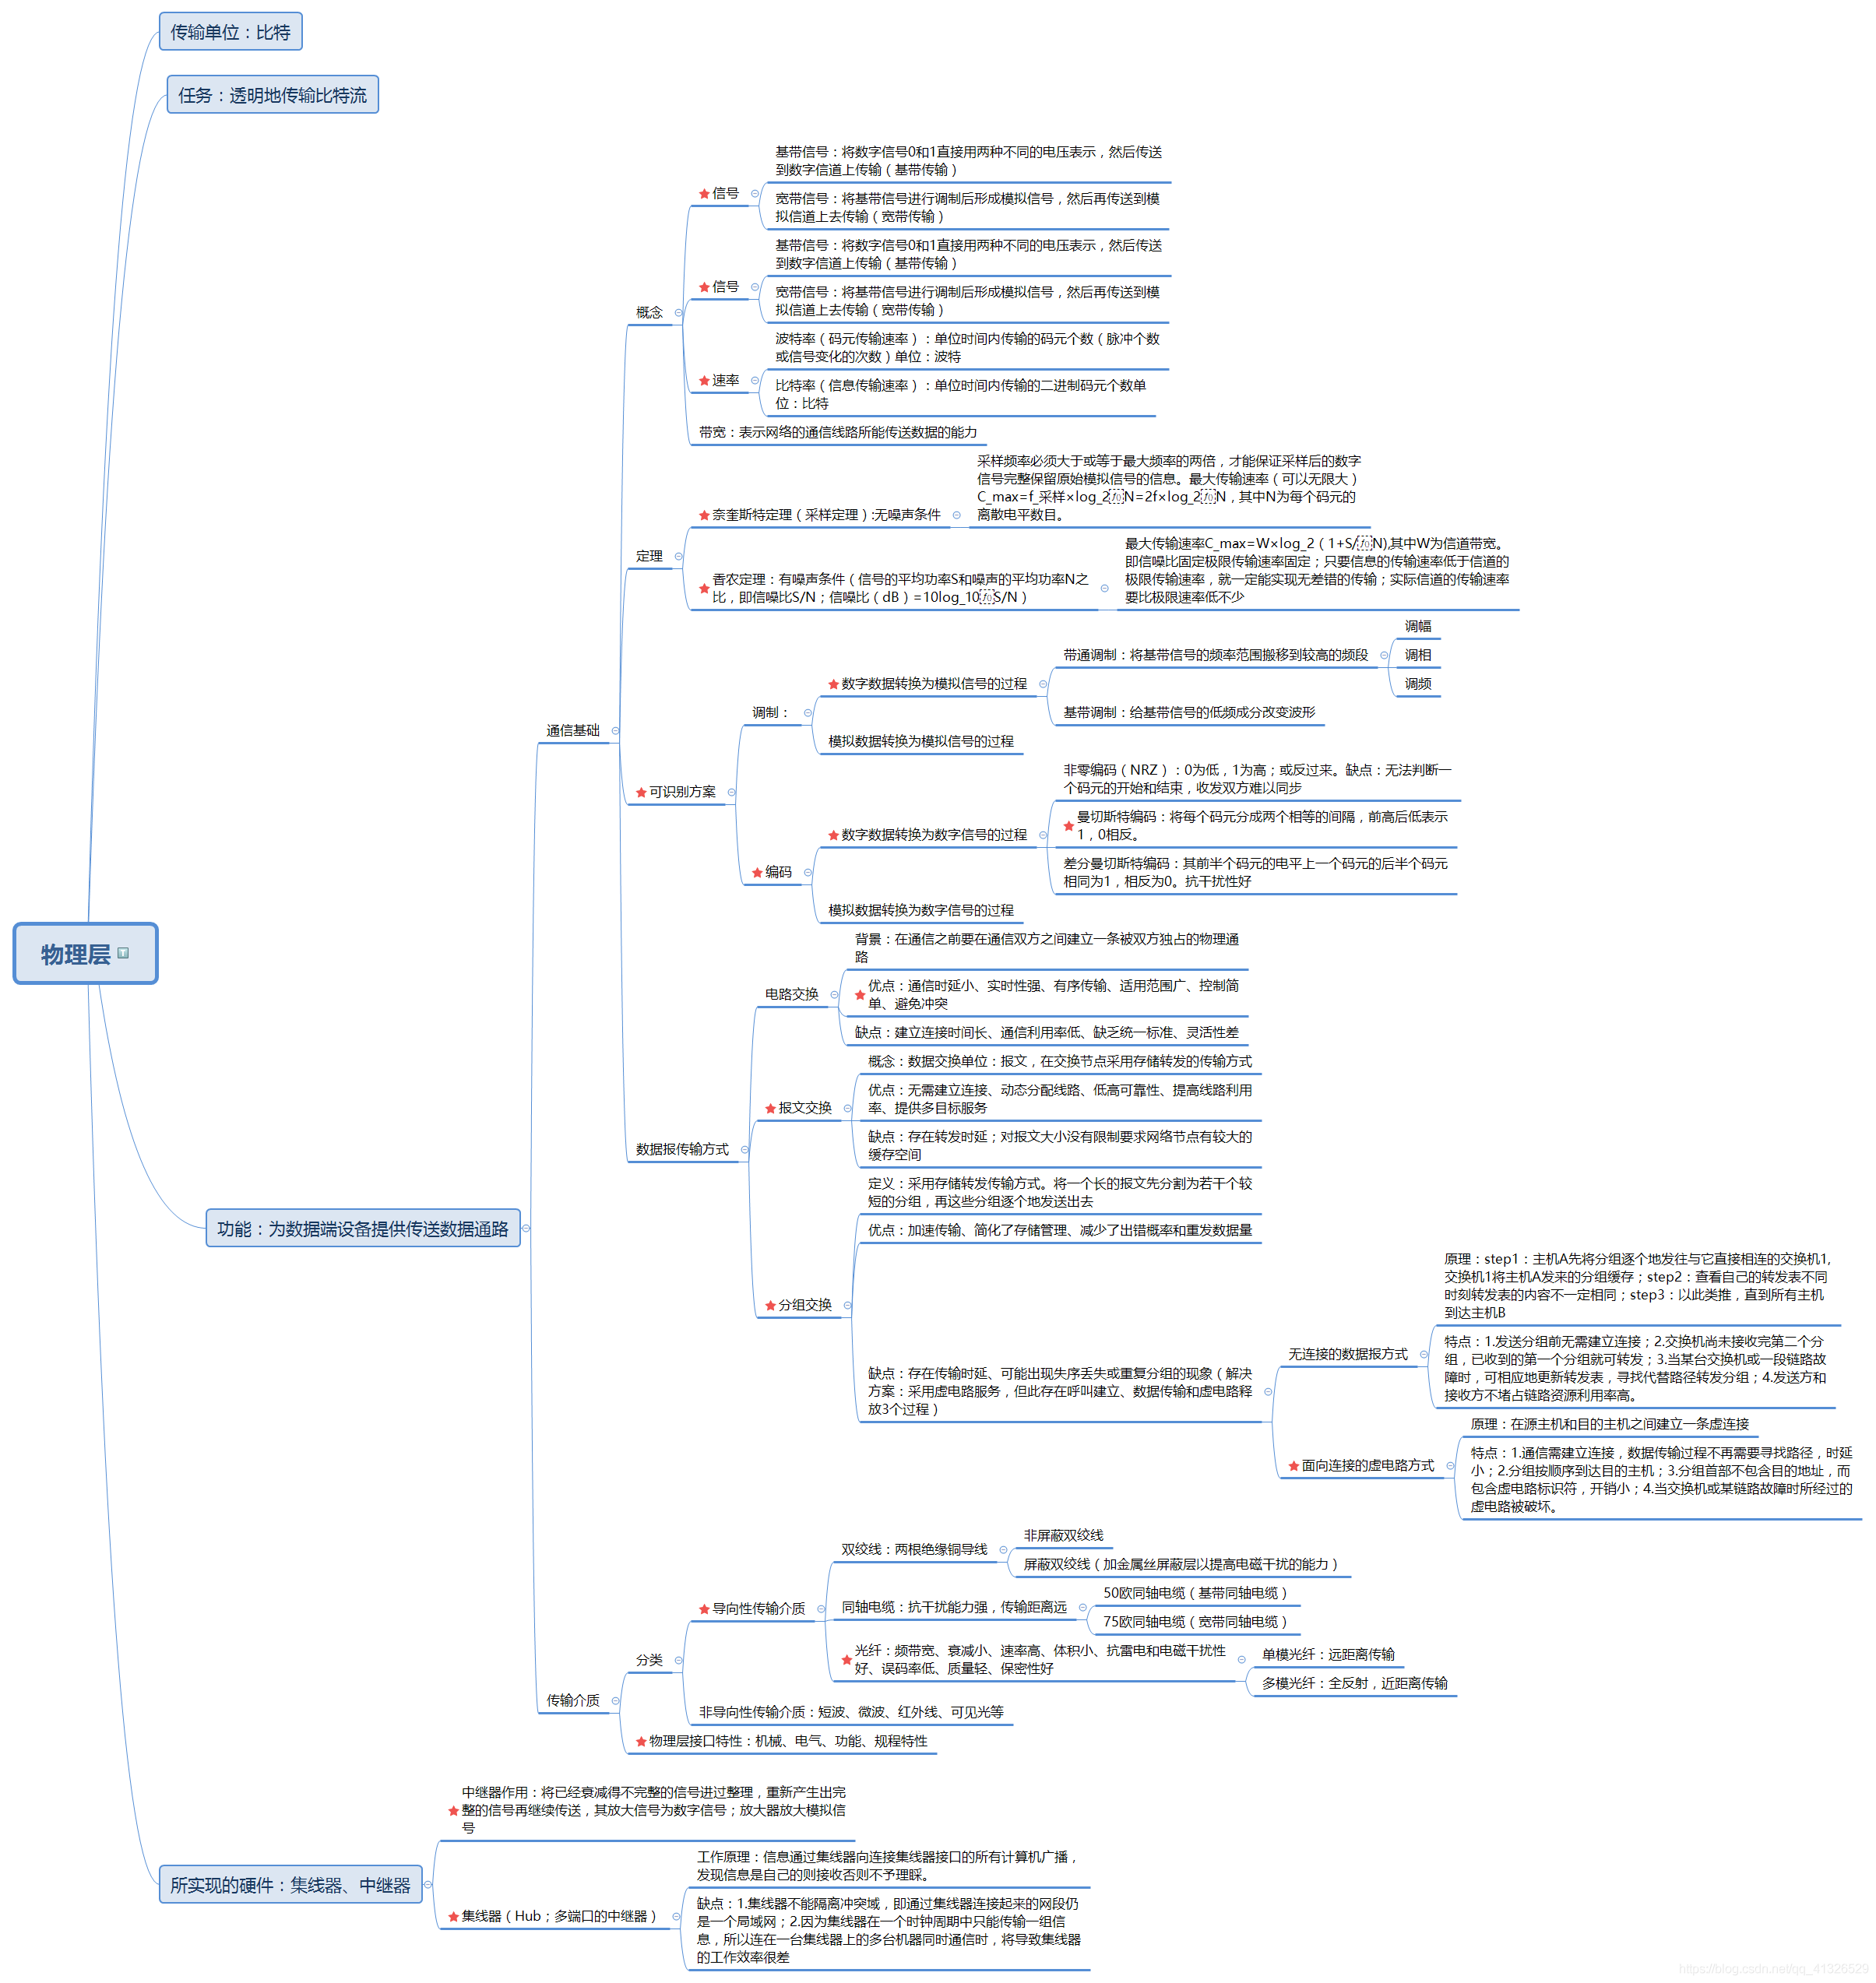 传输单位：比特
任务：透明地传输比特流
基带信号：将数字信号0和1直接用两种不同的电压表示，然后传送
到数字信道上传输（基带传输）
信号
宽带信号：将基带信号进行调制后形成模拟信号，然后再传送到模
拟信道上去传输（宽带传输）
基带信号：将数字信号0和1直接用两种不同的电压表示，然后传送
到数字信道上传输（基带传输）
信号
宽带信号：将基带信号进行调制后形成模拟信号，然后再传送到模
拟信道上去传输（宽带传输）
概念
波特率（码元传输速率）：单位时间内传输的码元个数（脉冲个数
或信号变化的次数）单位：波特
速率
比特率（信息传输速率）：单位时间内传输的二进制码元个数单
位：比特
带宽：表示网络的通信线路所能传送数据的能力
采样频率必须大于或等于最大频率的两倍，才能保证采样后的数字
信号完整保留原始模拟信号的信息。最大传输速率（可以无限大）
C_max=f_采样×log_2N=2f×log_2N，其中N为每个码元的
离散电平数目。
奈奎斯特定理（采样定理）:无噪声条件
定理
最大传输速率C_max=W×log_2（1+S/N),其中W为信道带宽。
即信噪比固定极限传输速率固定；只要信息的传输速率低于信道的
极限传输速率，就一定能实现无差错的传输；实际信道的传输速率
要比极限速率低不少
香农定理：有噪声条件（信号的平均功率S和噪声的平均功率N之
比，即信噪比S/N；信噪比（dB）=10log_10S/N）
调幅
带通调制：将基带信号的频率范围搬移到较高的频段
调相
调频
数字数据转换为模拟信号的过程
调制：
基带调制：给基带信号的低频成分改变波形
模拟数据转换为模拟信号的过程
通信基础
可识别方案
非零编码（NRZ）：0为低，1为高；或反过来。缺点：无法判断一
个码元的开始和结束，收发双方难以同步
数字数据转换为数字信号的过程
曼切斯特编码：将每个码元分成两个相等的间隔，前高后低表示
1，0相反。
差分曼切斯特编码：其前半个码元的电平上一个码元的后半个码元
相同为1，相反为0。抗干扰性好
编码
模拟数据转换为数字信号的过程
物理层
背景：在通信之前要在通信双方之间建立一条被双方独占的物理通
路
电路交换
优点：通信时延小、实时性强、有序传输、适用范围广、控制简
单、避免冲突
缺点：建立连接时间长、通信利用率低、缺乏统一标准、灵活性差
概念：数据交换单位：报文，在交换节点采用存储转发的传输方式
报文交换
优点：无需建立连接、动态分配线路、低高可靠性、提高线路利用
率、提供多目标服务
缺点：存在转发时延；对报文大小没有限制要求网络节点有较大的
缓存空间
数据报传输方式
定义：采用存储转发传输方式。将一个长的报文先分割为若干个较
短的分组，再这些分组逐个地发送出去
优点：加速传输、简化了存储管理、减少了出错概率和重发数据量
功能：为数据端设备提供传送数据通路
分组交换
原理：step1：主机A先将分组逐个地发往与它直接相连的交换机1,
交换机1将主机A发来的分组缓存；step2：查看自己的转发表不同
时刻转发表的内容不一定相同；step3：以此类推，直到所有主机
到达主机B
无连接的数据报方式
特点：1.发送分组前无需建立连接；2.交换机尚未接收完第二个分
组，已收到的第一个分组就可转发；3.当某台交换机或一段链路故
障时，可相应地更新转发表，寻找代替路径转发分组；4.发送方和
接收方不堵占链路资源利用率高。
缺点：存在传输时延、可能出现失序丢失或重复分组的现象（解决
方案：采用虚电路服务，但此存在呼叫建立、数据传输和虚电路释
放3个过程）
原理：在源主机和目的主机之间建立一条虚连接
面向连接的虚电路方式
特点：1.通信需建立连接，数据传输过程不再需要寻找路径，时延
小；2.分组按顺序到达目的主机；3.分组首部不包含目的地址，而
包含虚电路标识符，开销小；4.当交换机或某链路故障时所经过的
虚电路被破坏。
非屏蔽双绞线
双绞线：两根绝缘铜导线
屏蔽双绞线（加金属丝屏蔽层以提高电磁干扰的能力）
导向性传输介质
50欧同轴电缆（基带同轴电缆）
同轴电缆：抗干扰能力强，传输距离远
75欧同轴电缆（宽带同轴电缆）
分类
光纤：频带宽、衰减小、速率高、体积小、抗雷电和电磁干扰性
好、误码率低、质量轻、保密性好
单模光纤：远距离传输
多模光纤：全反射，近距离传输
传输介质
非导向性传输介质：短波、微波、红外线、可见光等
物理层接口特性：机械、电气、功能、规程特性
中继器作用：将已经衰减得不完整的信号进过整理，重新产生出完
整的信号再继续传送，其放大信号为数字信号；放大器放大模拟信
号
所实现的硬件：集线器、中继器
工作原理：信息通过集线器向连接集线器接口的所有计算机广播，
发现信息是自己的则接收否则不予理睬。
集线器（Hub；多端口的中继器）
缺点：1.集线器不能隔离冲突域，即通过集线器连接起来的网段仍
是一个局域网；2.因为集线器在一个时钟周期中只能传输一组信
息，所以连在一台集线器上的多台机器同时通信时，将导致集线器
的工作效率很差
https://blog.csdn.net/qq_41326529